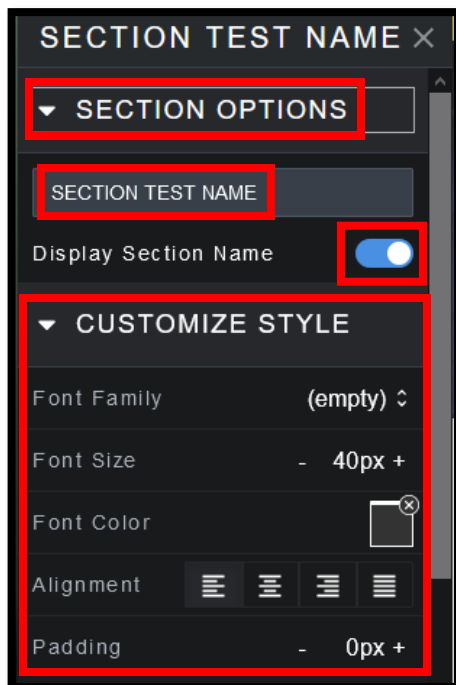 SECTION TEST NAME
SECTION OPTIONS
SECTION TEST NAME
Display Section Name
CUSTOMIZE STYLE
Font Family (empty)
Font Size - 40px +
Font Color
Alignment
Padding - 0px +